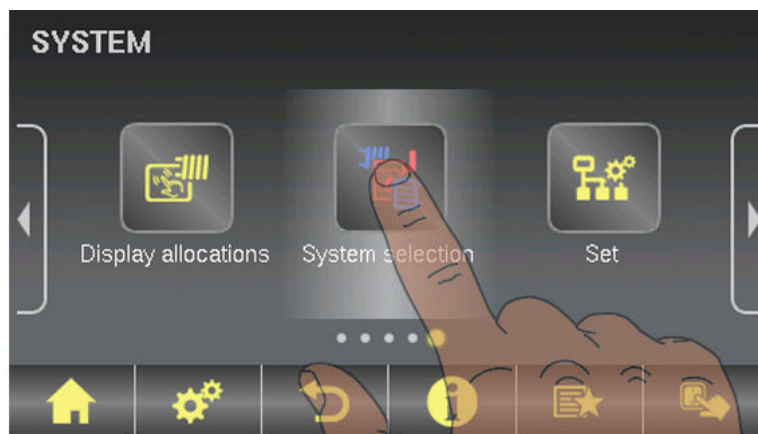 SYSTEM
Display allocations
System selection
Set
i